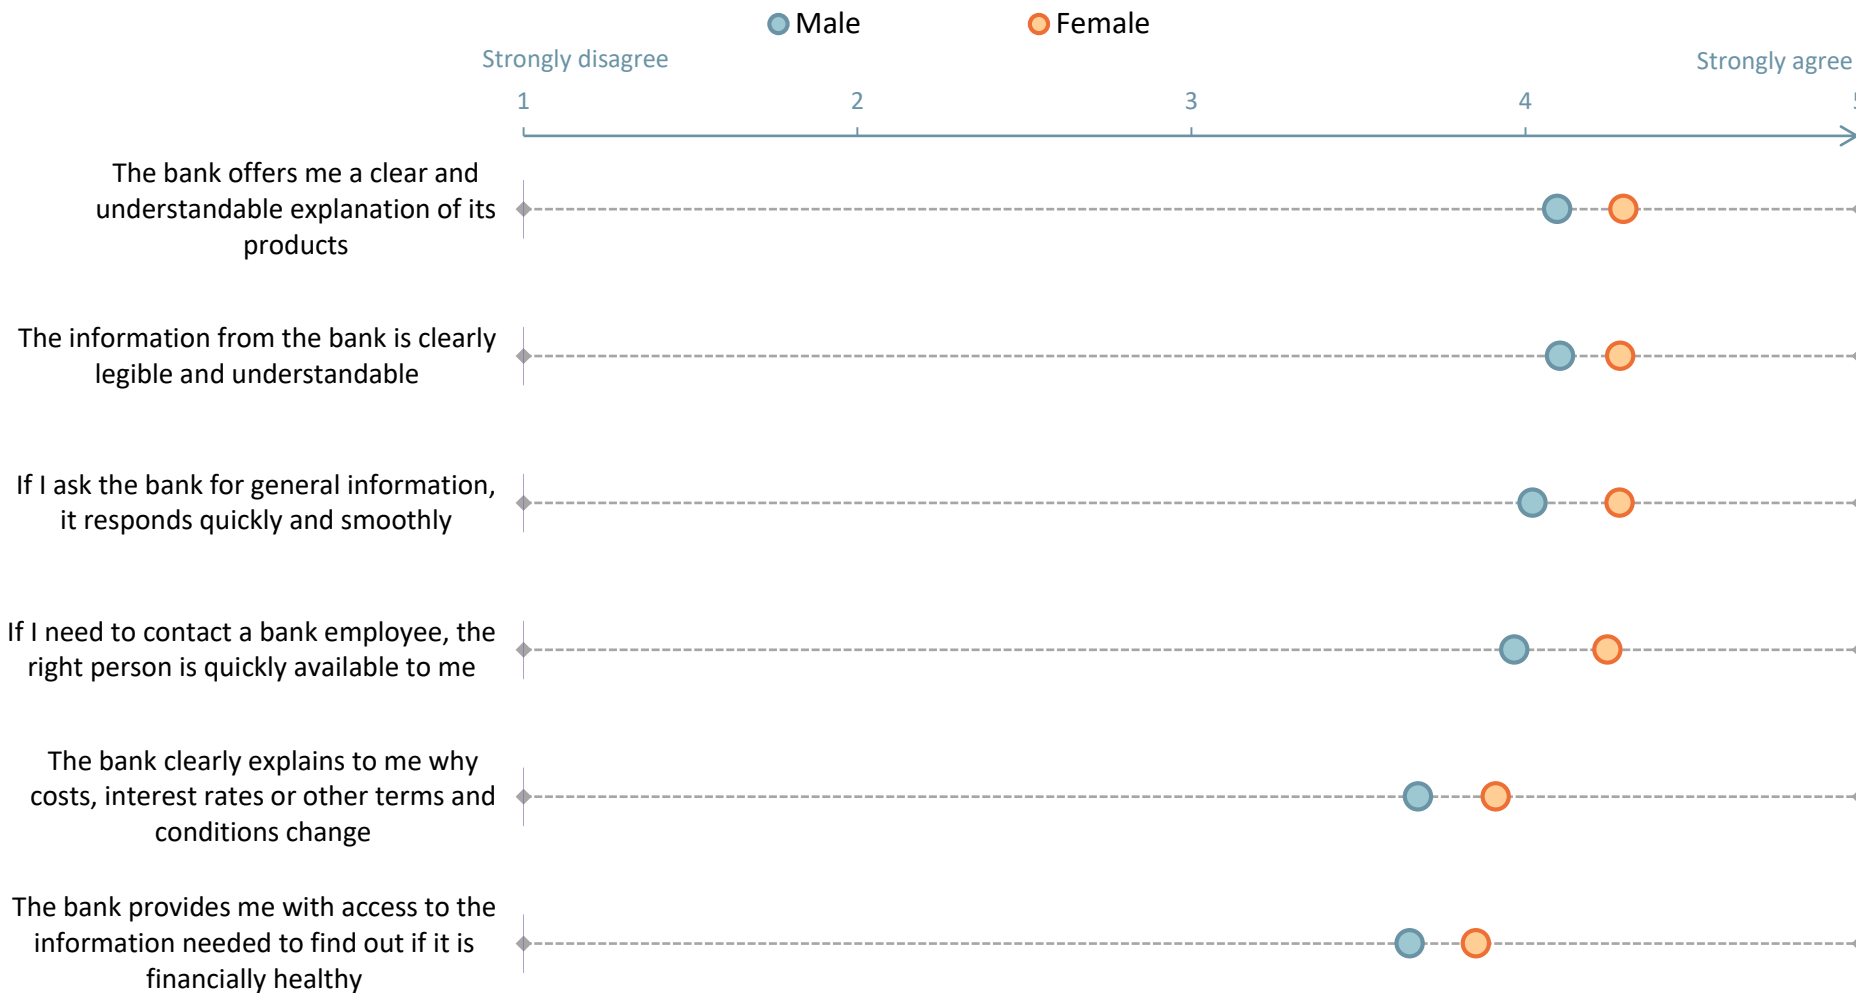 Male
Female
Strongly disagree
Strongly agree
1
2
3
4
The bank offers me a clear and
understandable explanation of its
products
The information from the bank is clearly
legible and understandable
If I ask the bank for general information,
it responds quickly and smoothly
If I need to contact a bank employee, the
right person is quickly available to me
The bank clearly explains to me why
costs, interest rates or other terms and
conditions change
The bank provides me with access to the
information needed to find out if it is
financially healthy